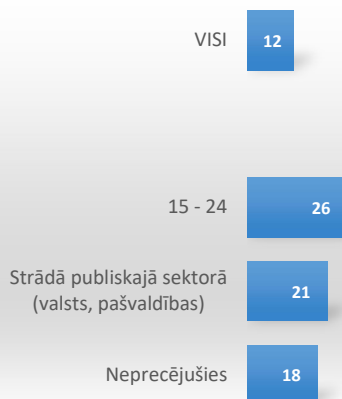 VISI 12
15 - 24 26
Strādā publiskajā sektorā
(valsts, pašvaldības) 21
Neprecējušies 18